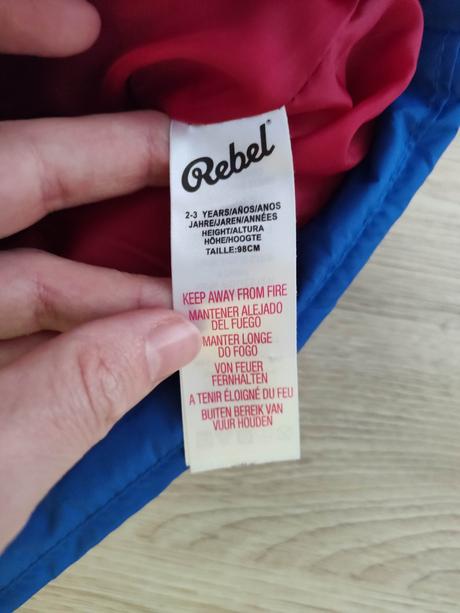 Rebel
2-3 YEARS/AÑOS/ANOS
JAHRE/JAREN/ANNÉES
HEIGHT/ALTURA
HÖHE/HOOGTE
TAILLE:98CM
KEEP AWAY FROM FIRE
MANTENER ALEJADO
DEL FUEGO
MANTER LONGE
DO FOGO
VON FEUER
FERNHALTEN
A TENIR ÉLOIGNÉ DU FEU
BUITEN BEREIK VAN
VUUR HOUDEN